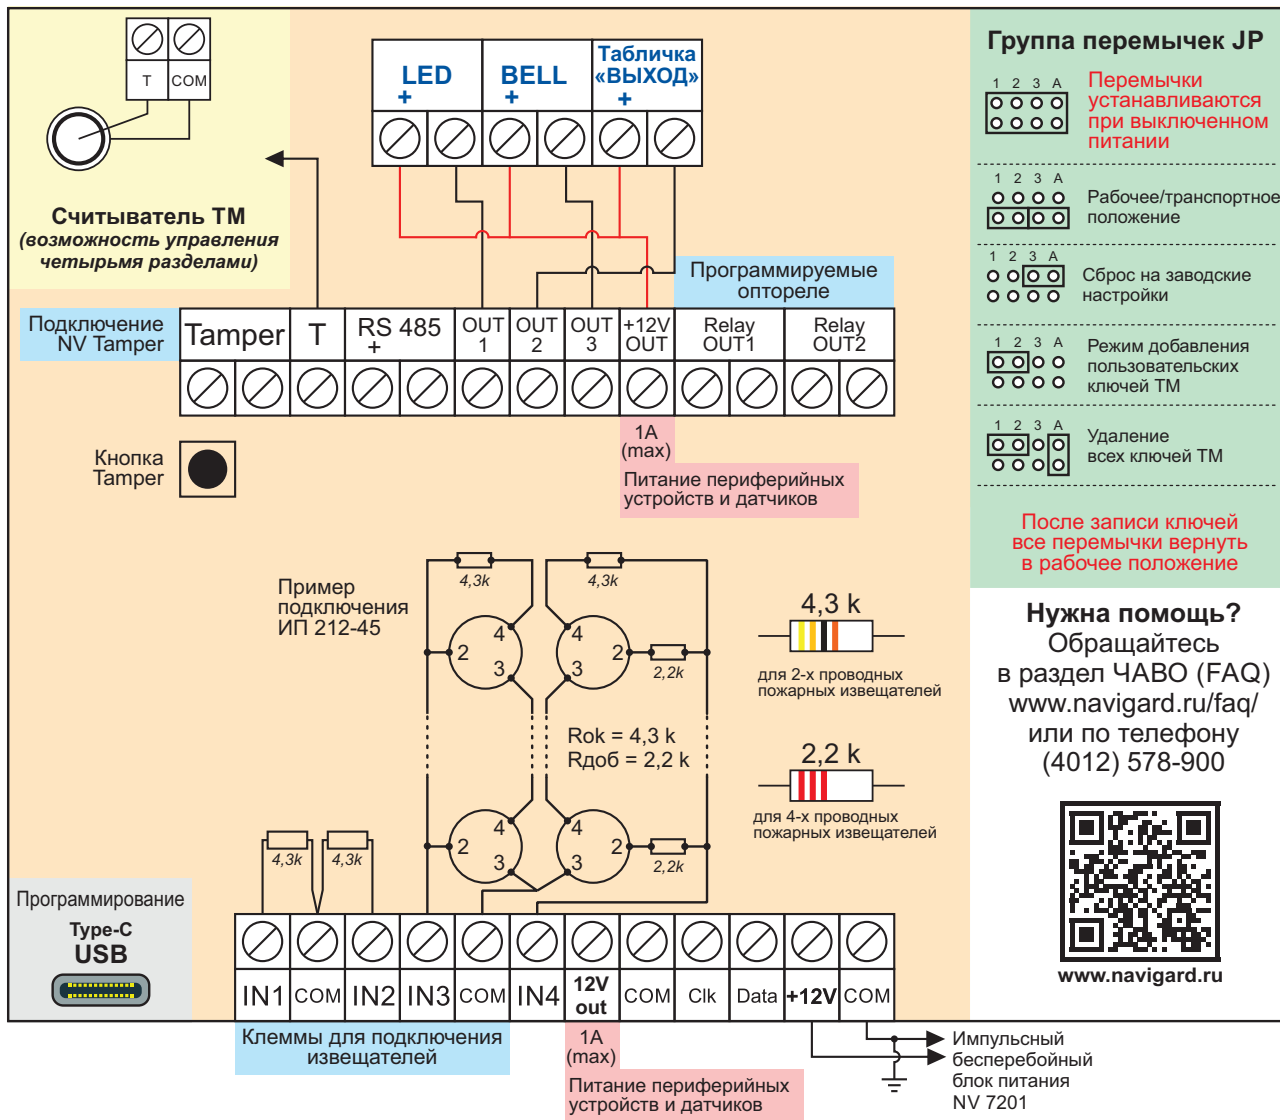 T
COM
Считыватель ТМ
(возможность управления
четырьмя разделами)
LED
+
BELL
+
Табличка
«ВЫХОД»
+
Программируемые
оптореле
Подключение
NV Tamper
Tamper
T
RS 485
+
OUT
1
OUT
2
OUT
3
+12V
OUT
Relay
OUT1
Relay
OUT2
1A
(max)
Питание периферийных
устройств и датчиков
Кнопка
Tamper
Группа перемычек JP
1 2 3 A
Перемычки
устанавливаются
при выключенном
питании
1 2 3 A
Рабочее/транспортное
положение
1 2 3 A
Сброс на заводские
настройки
1 2 3 A
Режим добавления
пользовательских
ключей ТМ
1 2 3 A
Удаление
всех ключей ТМ
После записи ключей
все перемычки вернуть
в рабочее положение
Пример
подключения
ИП 212-45
4,3k
4,3k
2
4
3
4
3
2
2,2k
Rok = 4,3 k
Rдоб = 2,2 k
2
4
3
4
3
2
2,2k
4,3 k
для 2-х проводных
пожарных извещателей
2,2 k
для 4-х проводных
пожарных извещателей
4,3k
4,3k
Нужна помощь?
Обращайтесь
в раздел ЧАВО (FAQ)
www.navigard.ru/faq/
или по телефону
(4012) 578-900
www.navigard.ru
Программирование
Type-C
USB
IN1
COM
IN2
IN3
COM
IN4
12V
out
COM
Clk
Data
+12V
COM
Клеммы для подключения
извещателей
1A
(max)
Питание периферийных
устройств и датчиков
Импульсный
бесперебойный
блок питания
NV 7201